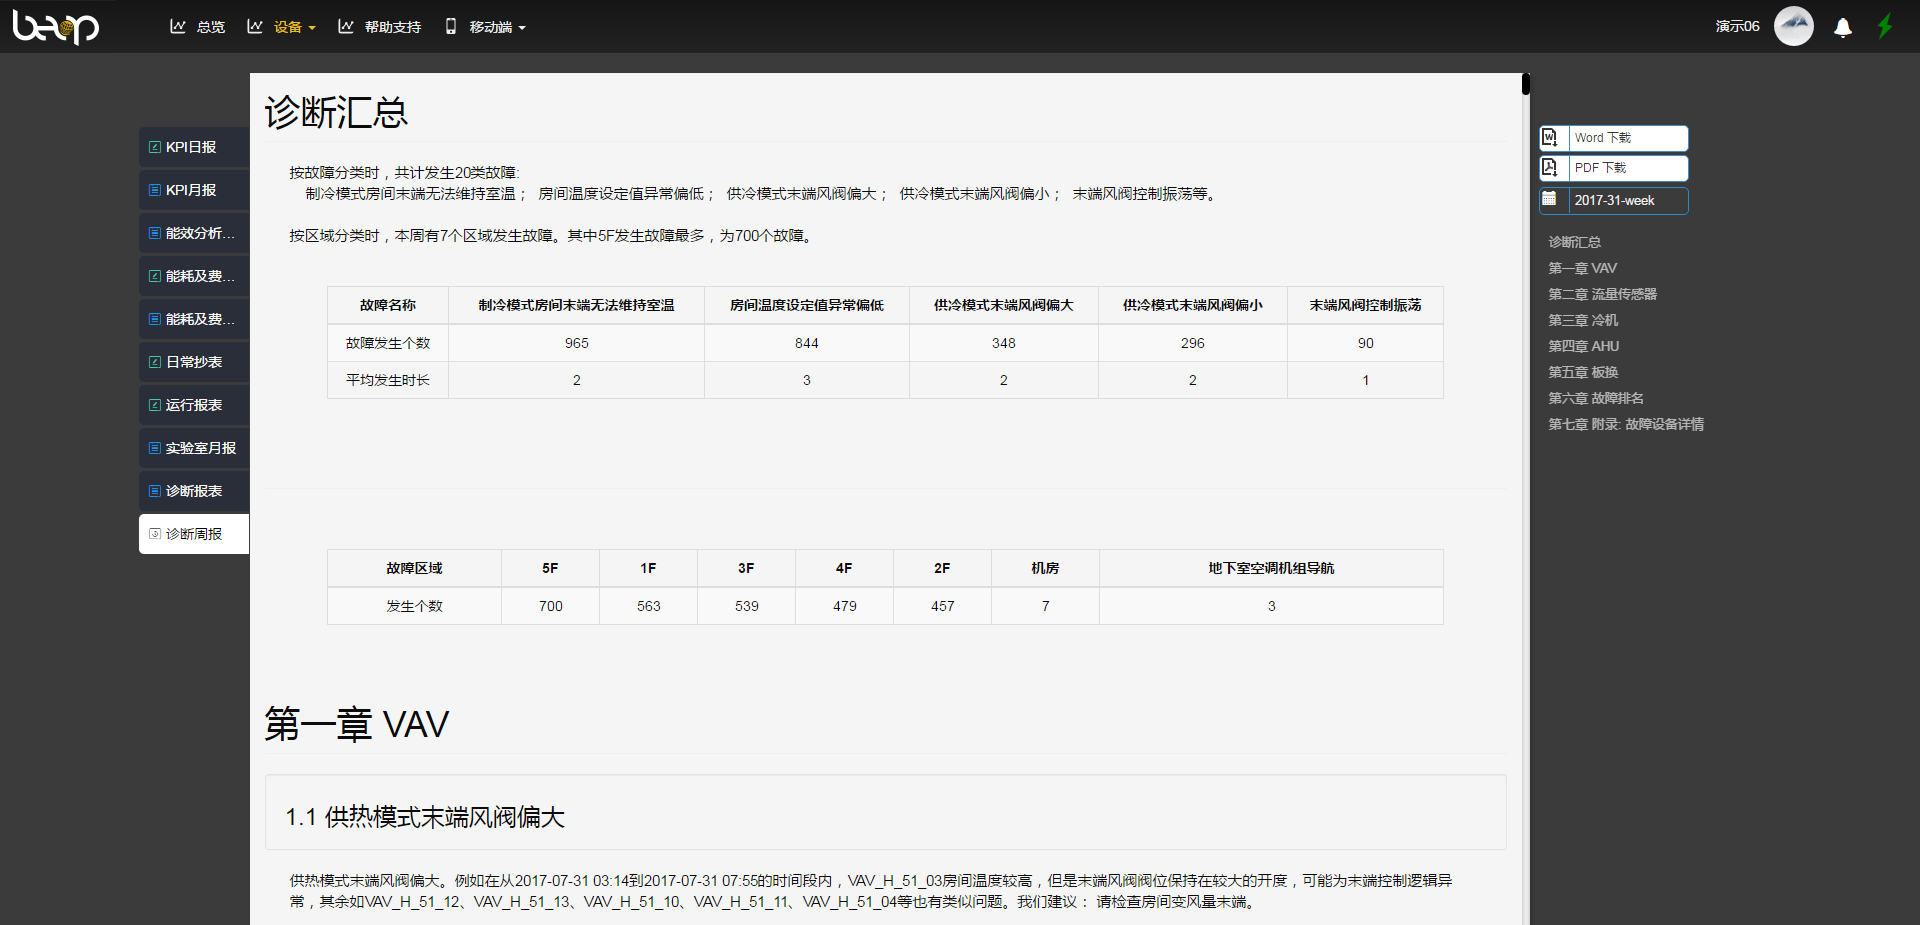 beop
总览
设备
帮助支持
移动端
演示06
KPI日报
KPI月报
能效分析...
能耗及费...
能耗及费...
日常抄表
运行报表
实验室月报
诊断报表
诊断周报
诊断汇总
按故障分类时，共计发生20类故障:
制冷模式房间末端无法维持室温； 房间温度设定值异常偏低； 供冷模式末端风阀偏大； 供冷模式末端风阀偏小； 末端风阀控制振荡等。
按区域分类时，本周有7个区域发生故障。其中5F发生故障最多，为700个故障。
故障名称 制冷模式房间末端无法维持室温 房间温度设定值异常偏低 供冷模式末端风阀偏大 供冷模式末端风阀偏小 末端风阀控制振荡
故障发生个数 965 844 348 296 90
平均发生时长 2 3 2 2 1
故障区域 5F 1F 3F 4F 2F 机房 地下室空调机组导航
发生个数 700 563 539 479 457 7 3
第一章 VAV
1.1 供热模式末端风阀偏大
供热模式末端风阀偏大。例如在从2017-07-31 03:14到2017-07-31 07:55的时间段内，VAV_H_51_03房间温度较高，但是末端风阀阀位保持在较大的开度，可能为末端控制逻辑异
常，其余如VAV_H_51_12、VAV_H_51_13、VAV_H_51_10、VAV_H_51_11、VAV_H_51_04等也有类似问题。我们建议： 请检查房间变风量末端。
Word 下载
PDF 下载
2017-31-week
诊断汇总
第一章 VAV
第二章 流量传感器
第三章 冷机
第四章 AHU
第五章 板换
第六章 故障排名
第七章 附录: 故障设备详情